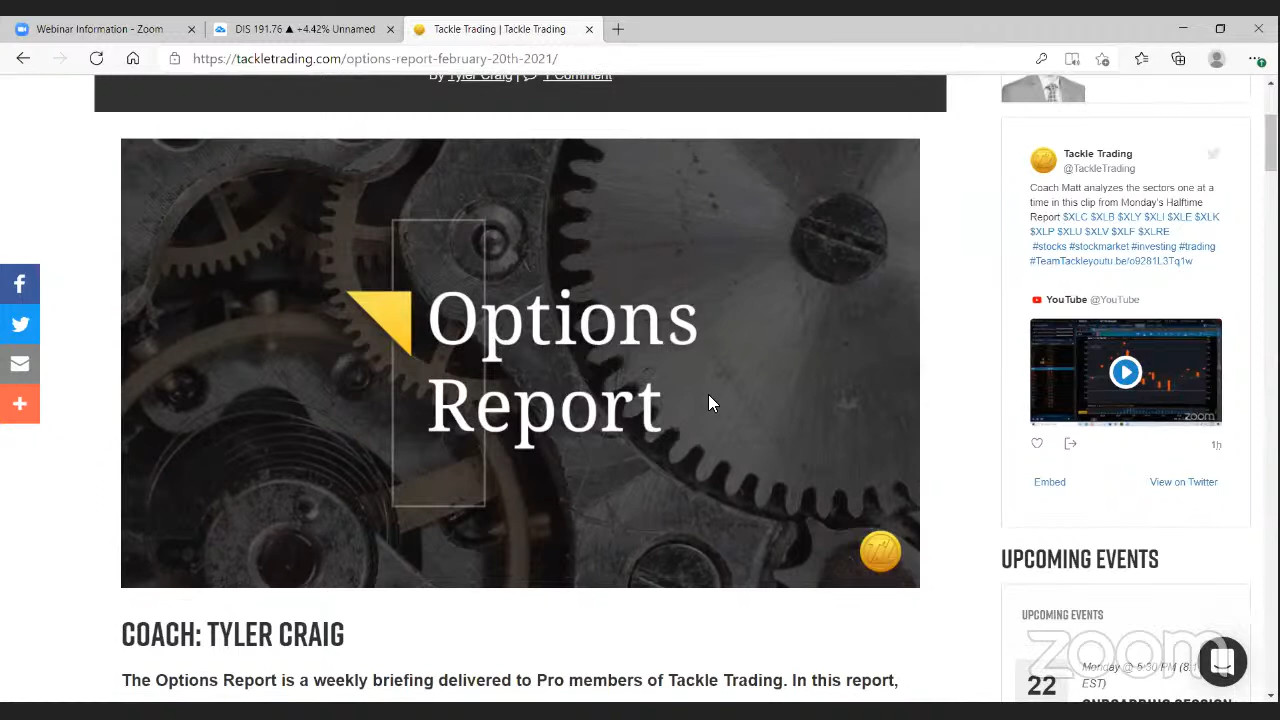 Webinar Information - Zoom
DIS 191.76 ▲ +4.42% Unnamed
Tackle Trading | Tackle Trading
https://tackletrading.com/options-report-february-20th-2021/
By Tyler Craig | 1 Comment
Options
Report
COACH: TYLER CRAIG
The Options Report is a weekly briefing delivered to Pro members of Tackle Trading. In this report,
Tackle Trading
@TackleTrading
Coach Matt analyzes the sectors one at a
time in this clip from Monday's Halftime
Report $XLC $XLB $XLY $XLI $XLE $XLK
$XLP $XLU $XLV $XLF $XLRE
#stocks #stockmarket #investing #trading
#TeamTackleyoutu.be/o9281L3Tq1w
YouTube @YouTube
zoom
1h
Embed
View on Twitter
UPCOMING EVENTS
UPCOMING EVENTS
zoom
22
Monday @ 5:30/PM (8:
EST)
ONBOARDING SESSION